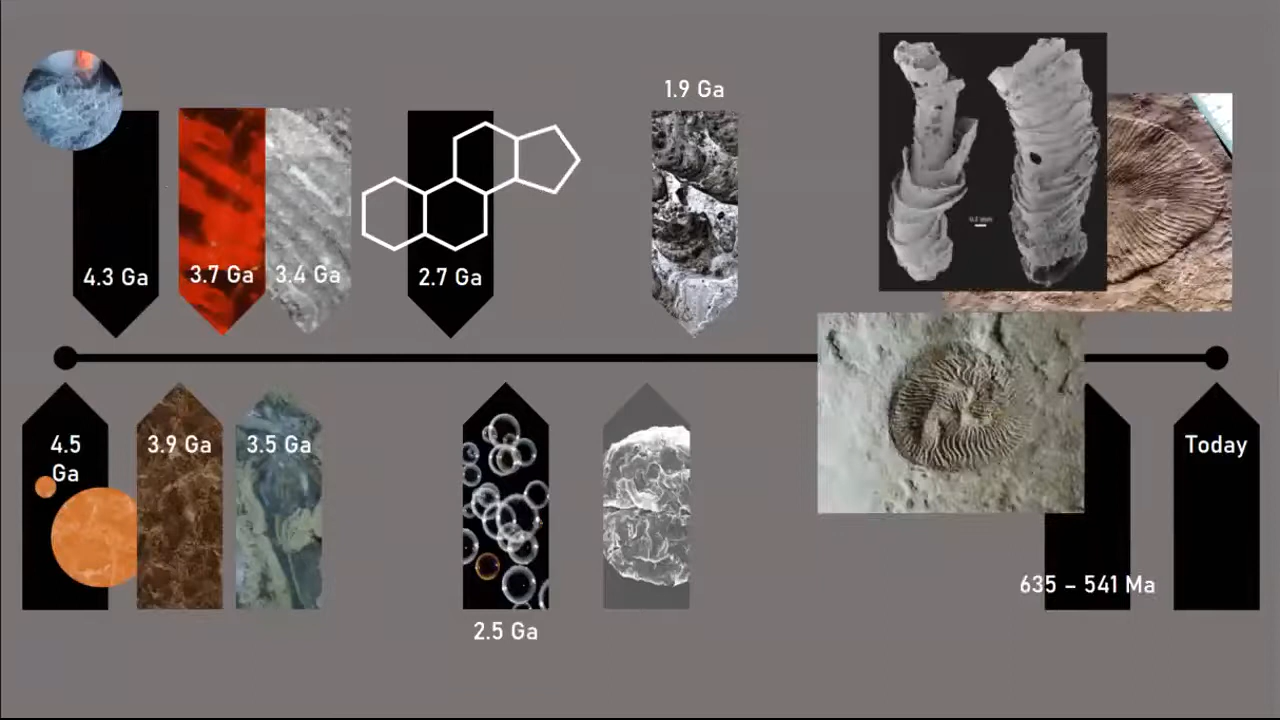 1.9 Ga
4.3 Ga
3.7 Ga
3.4 Ga
2.7 Ga
4.5
Ga
3.9 Ga
3.5 Ga
Today
635 – 541 Ma
2.5 Ga